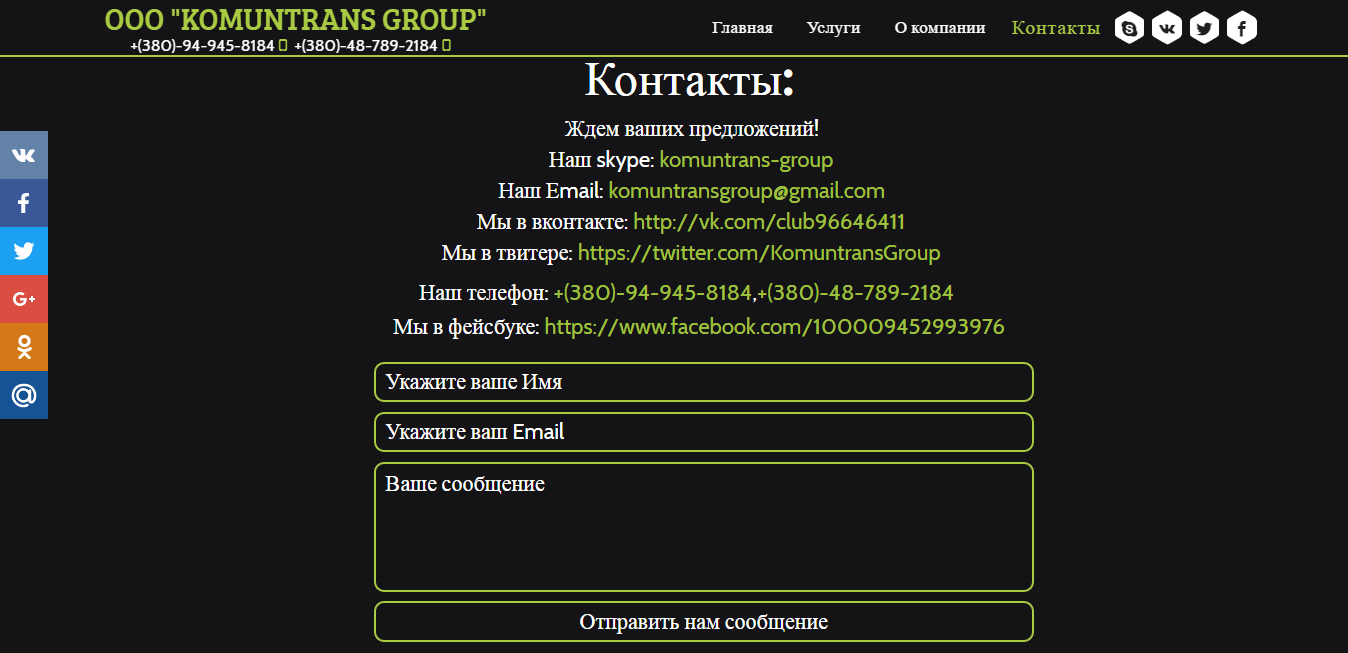 ООО "KOMUNTRANS GROUP"
+(380)-94-945-8184 +(380)-48-789-2184
Главная Услуги О компании Контакты
Контакты:
Ждем ваших предложений!
Наш skype: komuntrans-group
Наш Email: komuntransgroup@gmail.com
Мы в вконтакте: http://vk.com/club96646411
Мы в твитере: https://twitter.com/KomuntransGroup
Наш телефон: +(380)-94-945-8184,+(380)-48-789-2184
Мы в фейсбуке: https://www.facebook.com/100009452993976
Укажите ваше Имя
Укажите ваш Email
Ваше сообщение
Отправить нам сообщение